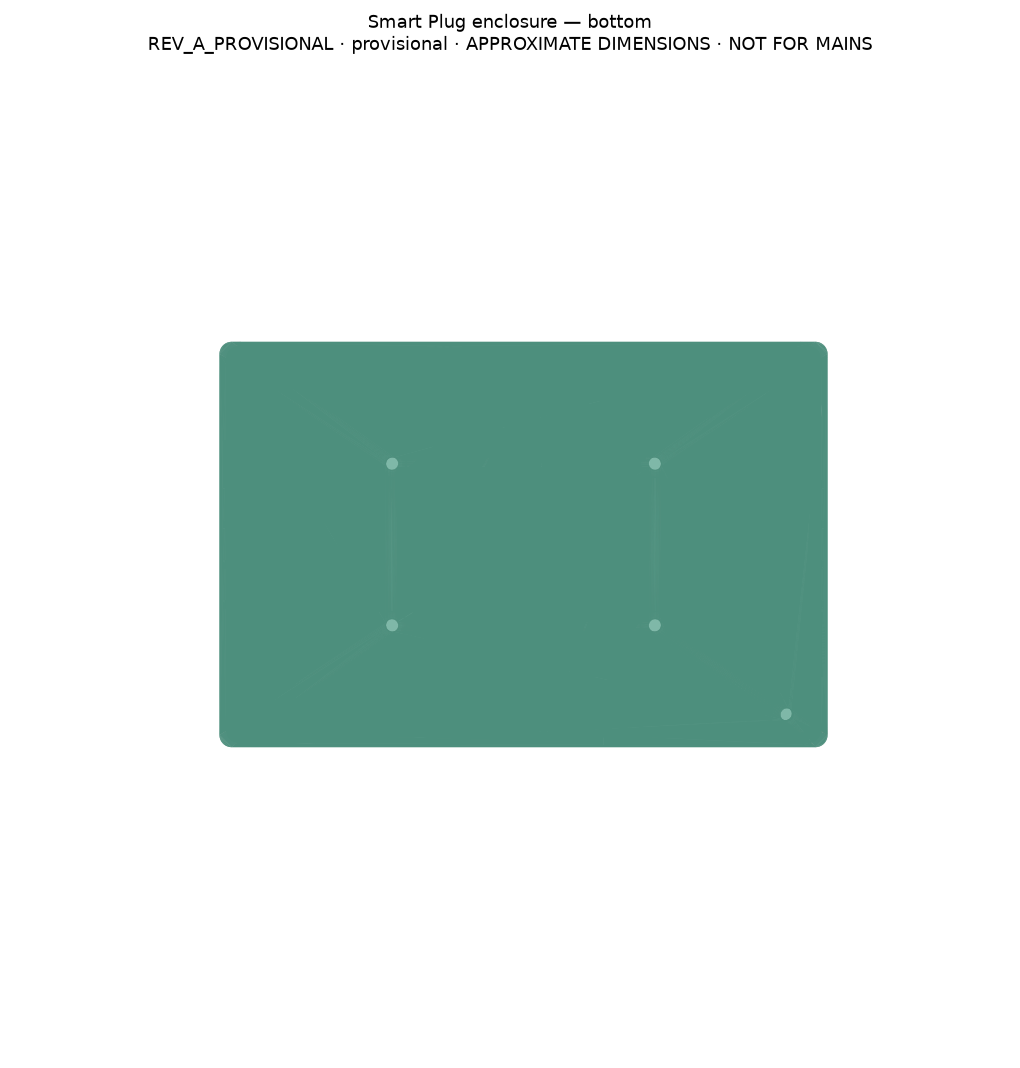 Smart Plug enclosure — bottom
REV_A_PROVISIONAL · provisional · APPROXIMATE DIMENSIONS · NOT FOR MAINS